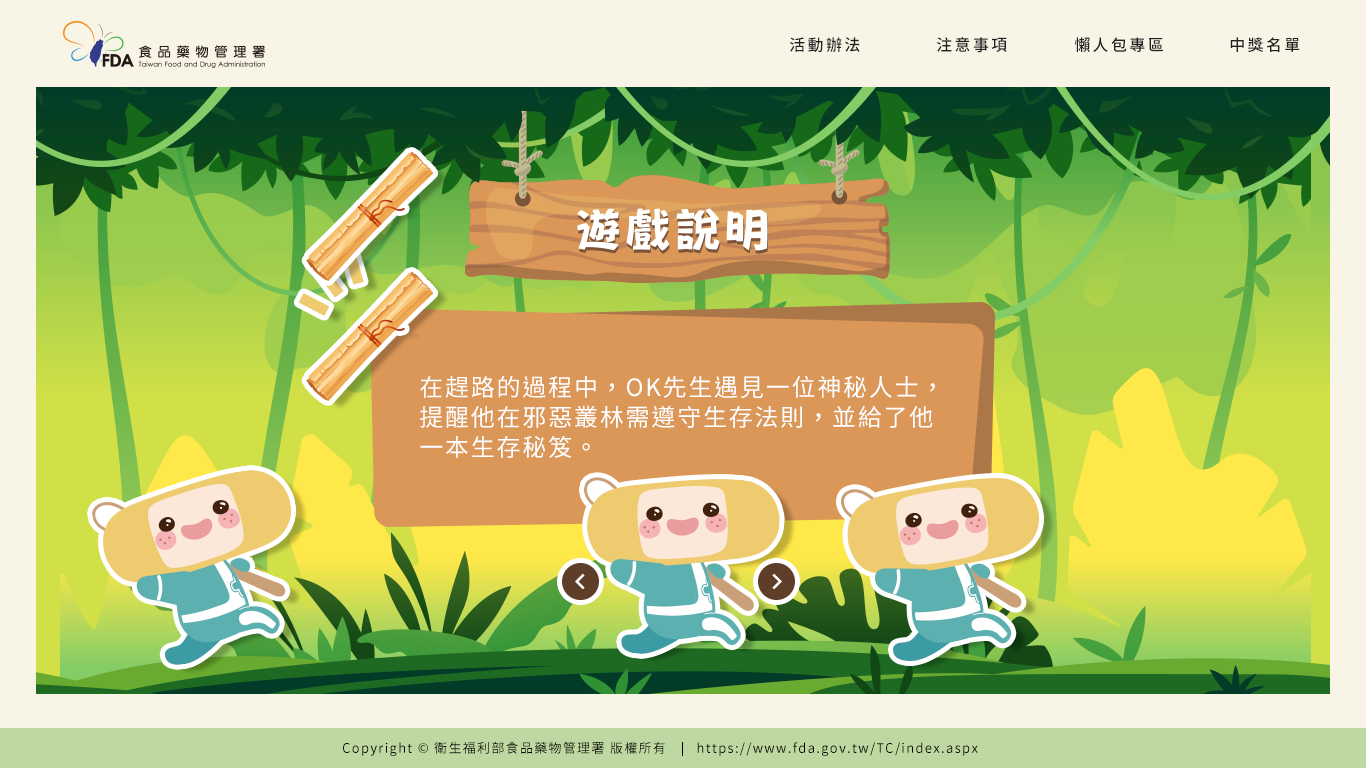 FDA 食品藥物管理署
Taiwan Food and Drug Administration
活動辦法 注意事項 懶人包專區 中獎名單
遊戲說明
在趕路的過程中，OK先生遇見一位神秘人士，
提醒他在邪惡叢林需遵守生存法則，並給了他
一本生存秘笈。
Copyright © 衛生福利部食品藥物管理署 版權所有 | https://www.fda.gov.tw/TC/index.aspx